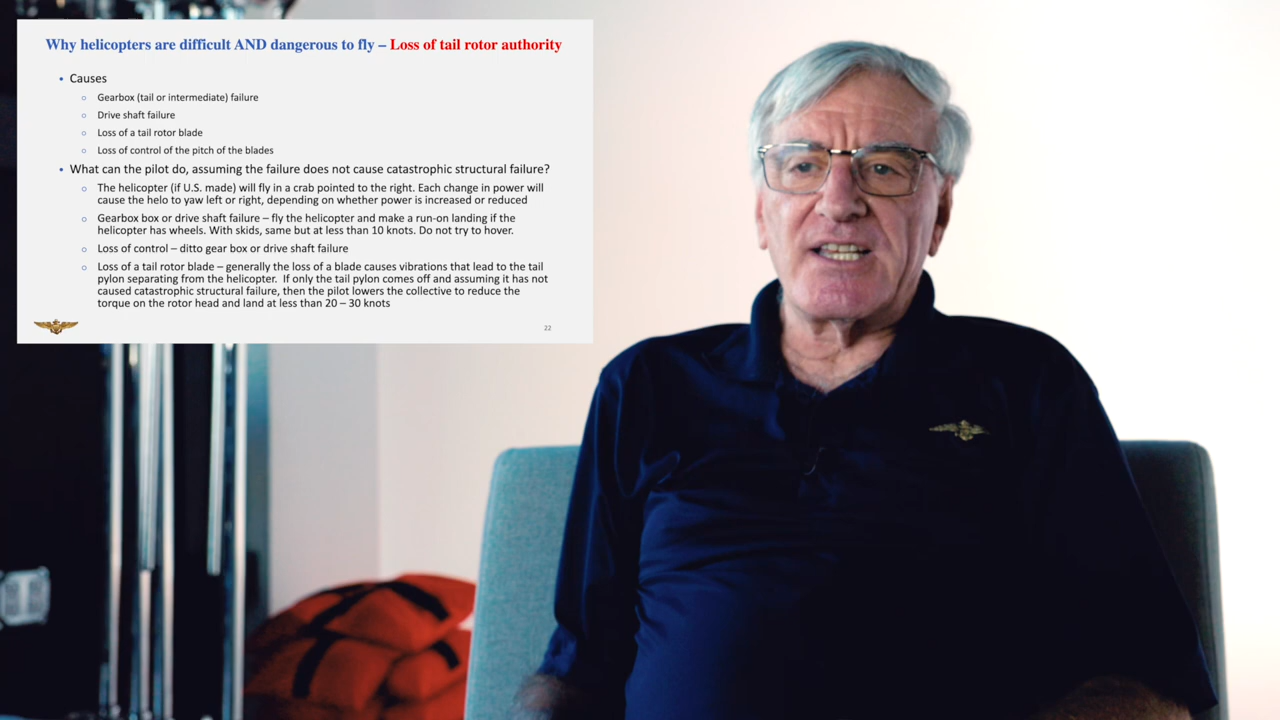 Why helicopters are difficult AND dangerous to fly – Loss of tail rotor authority
• Causes
○ Gearbox (tail or intermediate) failure
○ Drive shaft failure
○ Loss of a tail rotor blade
○ Loss of control of the pitch of the blades
• What can the pilot do, assuming the failure does not cause catastrophic structural failure?
○ The helicopter (if U.S. made) will fly in a crab pointed to the right. Each change in power will
cause the helo to yaw left or right, depending on whether power is increased or reduced
○ Gearbox box or drive shaft failure – fly the helicopter and make a run-on landing if the
helicopter has wheels. With skids, same but at less than 10 knots. Do not try to hover.
○ Loss of control – ditto gear box or drive shaft failure
○ Loss of a tail rotor blade – generally the loss of a blade causes vibrations that lead to the tail
pylon separating from the helicopter. If only the tail pylon comes off and assuming it has not
caused catastrophic structural failure, then the pilot lowers the collective to reduce the
torque on the rotor head and land at less than 20 – 30 knots
22